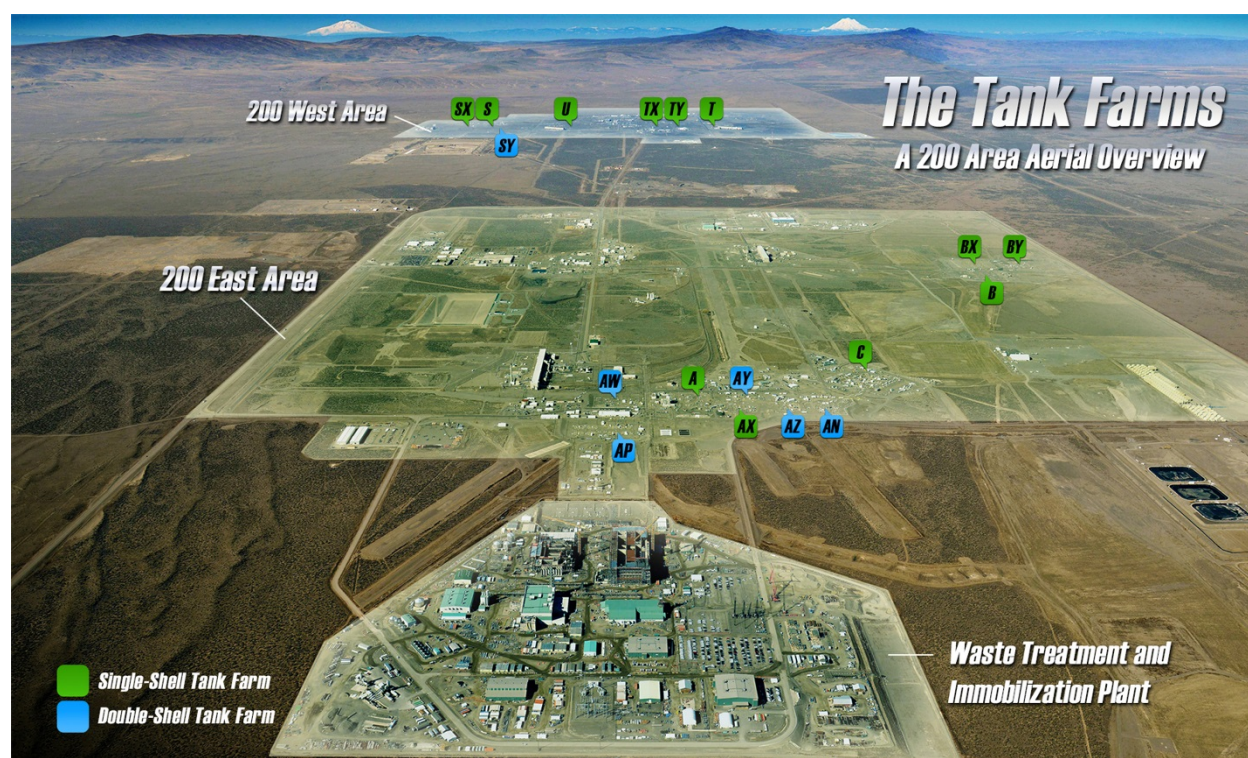 The Tank Farms
A 200 Area Aerial Overview
200 West Area
SX
S
U
TX
TY
T
SY
200 East Area
BX
BY
B
C
AW
A
AY
AX
AZ
AN
AP
Waste Treatment and
Immobilization Plant
Single-Shell Tank Farm
Double-Shell Tank Farm